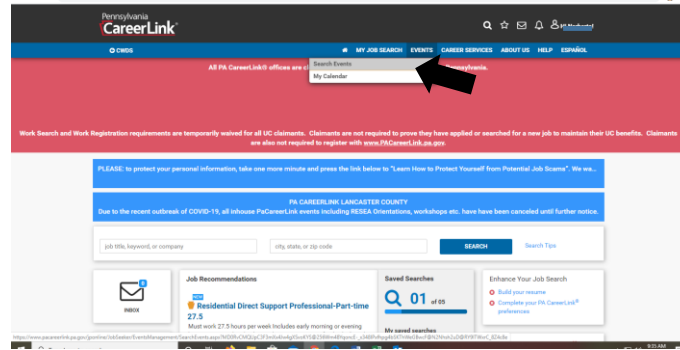 Pennsylvania
CareerLink®
CWDS
MY JOB SEARCH EVENTS CAREER SERVICES ABOUT US HELP ESPAÑOL
Search Events
My Calendar
All PA CareerLink® offices are nsylvania.
Work Search and Work Registration requirements are temporarily waived for all UC claimants. Claimants are not required to prove they have applied or searched for a new job to maintain their UC benefits. Claimants
are also not required to register with www.PACareerLink.pa.gov.
PLEASE: to protect your personal information, take one more minute and press the link below to "Learn How to Protect Yourself from Potential Job Scams". We wa...
PA CAREERLINK LANCASTER COUNTY
Due to the recent outbreak of COVID-19, all inhouse PaCareerLink events including RESEA Orientations, workshops etc. have have been canceled until further notice.
job title, keyword, or company
city, state, or zip code
SEARCH
Search Tips
INBOX
Job Recommendations
NEW
Residential Direct Support Professional-Part-time
27.5
Must work 27.5 hours per week Includes early morning or evening
Saved Searches
01 of 05
My saved searches
Enhance Your Job Search
Build your resume
Complete your PA CareerLink®
preferences
9:25 AM